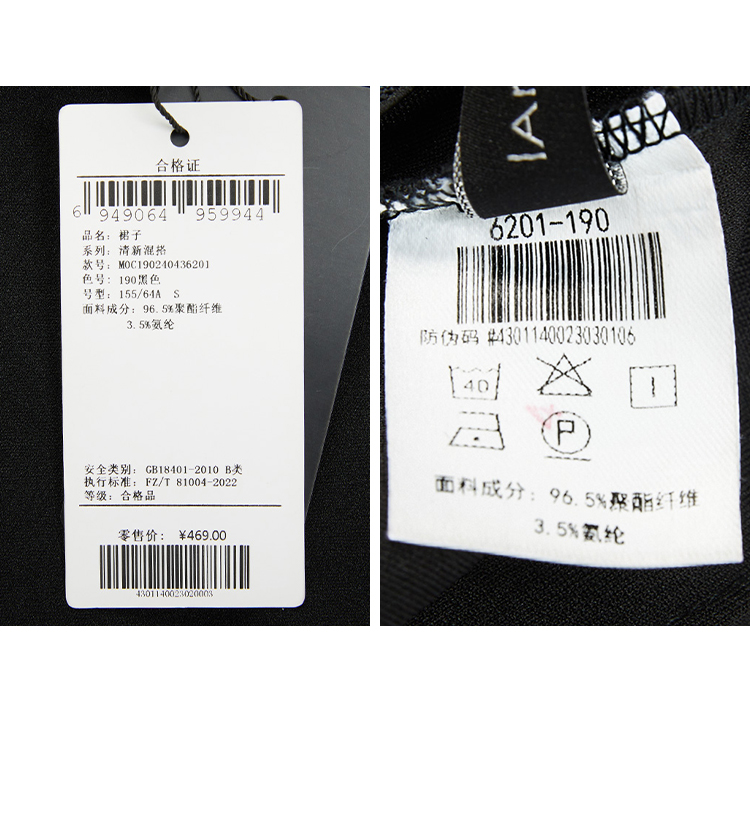 合格证
6 949064 959944
品名: 裙子
系列: 清新混搭
款号: MOC190240436201
色号: 190黑色
号型: 155/64A S
面料成分: 96.5%聚酯纤维
3.5%氨纶
安全类别: GB18401-2010 B类
执行标准: FZ/T 81004-2022
等级: 合格品
零售价: ¥469.00
4301140023020003
6201-190
防伪码 #4301140023030106
40
P
面料成分: 96.5%聚酯纤维
3.5%氨纶